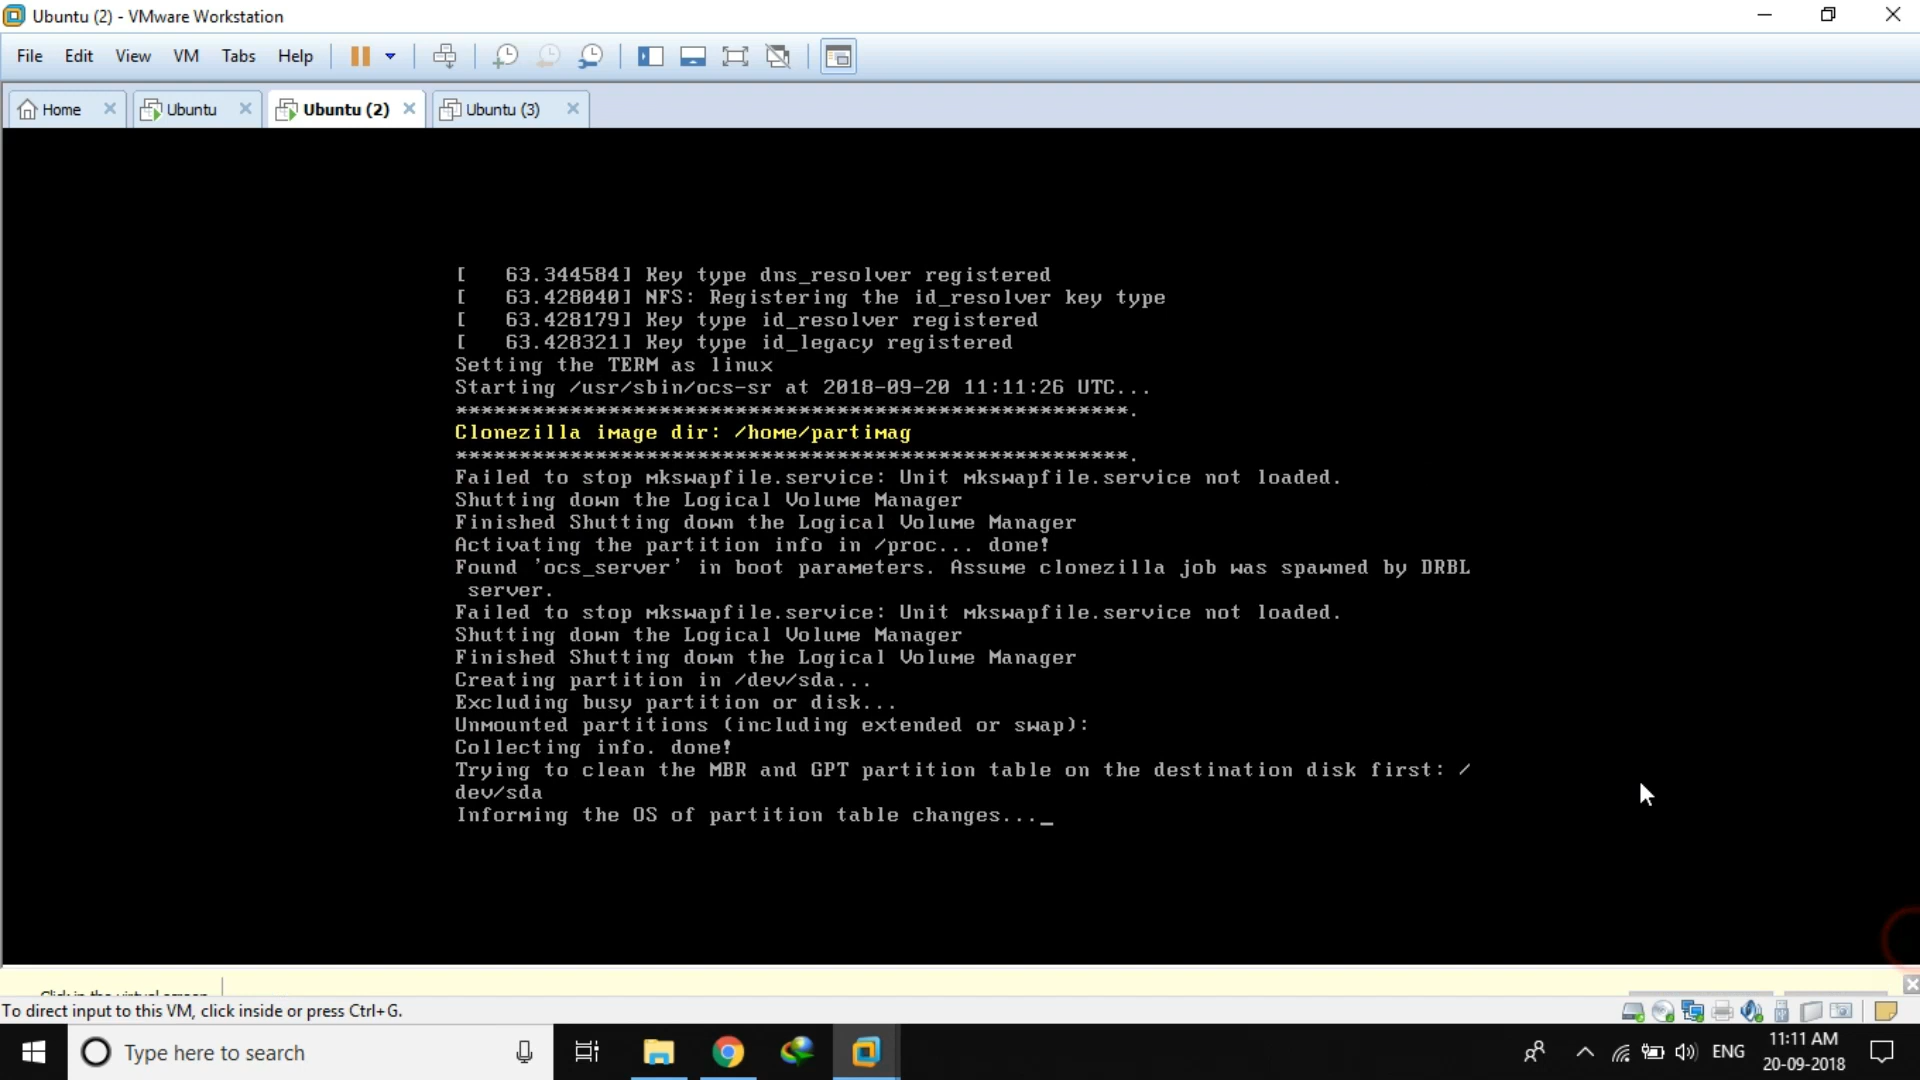 Ubuntu (2) - VMware Workstation
File Edit View VM Tabs Help
Home Ubuntu Ubuntu (2) Ubuntu (3)
[   63.344584] Key type dns_resolver registered
[   63.428040] NFS: Registering the id_resolver key type
[   63.428179] Key type id_resolver registered
[   63.428321] Key type id_legacy registered
Setting the TERM as linux
Starting /usr/sbin/ocs-sr at 2018-09-20 11:11:26 UTC...
*****************************************************.
Clonezilla image dir: /home/partimag
*****************************************************.
Failed to stop mkswapfile.service: Unit mkswapfile.service not loaded.
Shutting down the Logical Volume Manager
Finished Shutting down the Logical Volume Manager
Activating the partition info in /proc... done!
Found 'ocs_server' in boot parameters. Assume clonezilla job was spawned by DRBL
server.
Failed to stop mkswapfile.service: Unit mkswapfile.service not loaded.
Shutting down the Logical Volume Manager
Finished Shutting down the Logical Volume Manager
Creating partition in /dev/sda...
Excluding busy partition or disk...
Unmounted partitions (including extended or swap):
Collecting info. done!
Trying to clean the MBR and GPT partition table on the destination disk first: /
dev/sda
Informing the OS of partition table changes..._
Click in the virtual screen
To direct input to this VM, click inside or press Ctrl+G.
Type here to search
ENG
11:11 AM
20-09-2018